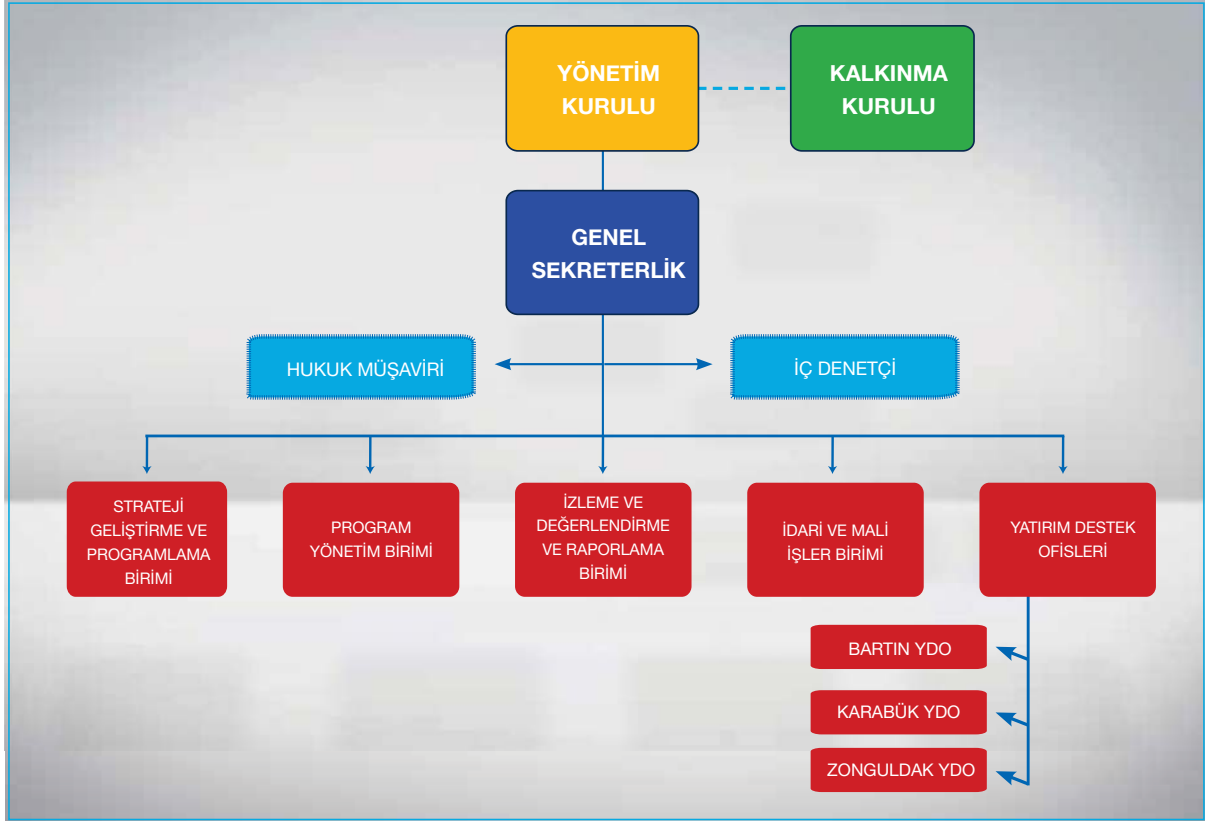 YÖNETİM
KURULU
KALKINMA
KURULU
GENEL
SEKRETERLİK
HUKUK MÜŞAVİRİ
İÇ DENETÇİ
STRATEJİ
GELİŞTİRME VE
PROGRAMLAMA
BİRİMİ
PROGRAM
YÖNETİM BİRİMİ
İZLEME VE
DEĞERLENDİRME
VE RAPORLAMA
BİRİMİ
İDARİ VE MALİ
İŞLER BİRİMİ
YATIRIM DESTEK
OFİSLERİ
BARTIN YDO
KARABÜK YDO
ZONGULDAK YDO